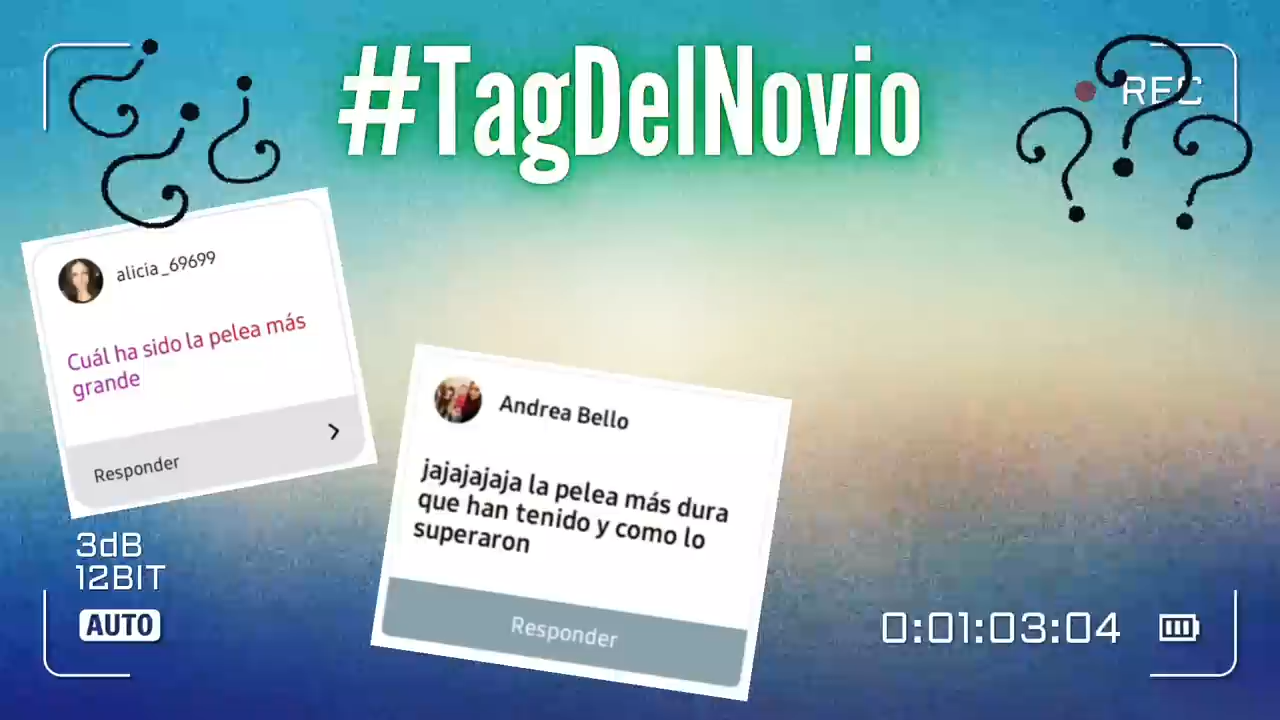 #TagDelNovio
REC
alicia_69699
Cuál ha sido la pelea más
grande
Responder
Andrea Bello
jajajajaja la pelea más dura
que han tenido y como lo
superaron
Responder
3dB
12BIT
AUTO
0:01:03:04